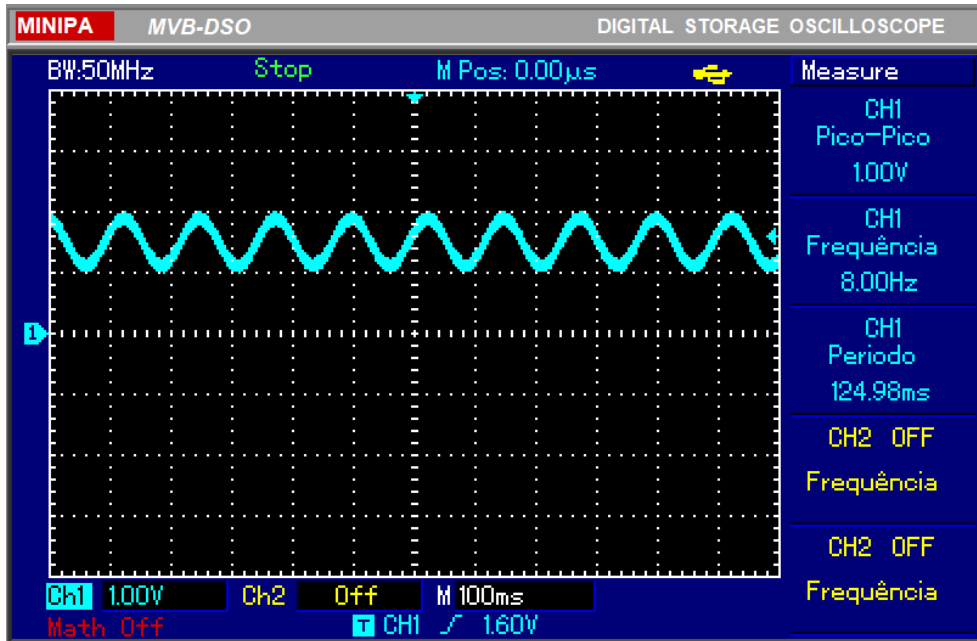 MINIPA MVB-DSO DIGITAL STORAGE OSCILLOSCOPE
BW:50MHz Stop M Pos: 0.00µs Measure
CH1
Pico-Pico
1.00V
CH1
Frequência
8.00Hz
1
CH1
Periodo
124.98ms
CH2 OFF
Frequência
CH2 OFF
Frequência
Ch1 1.00V Ch2 Off M 100ms
Math Off T CH1 1.60V